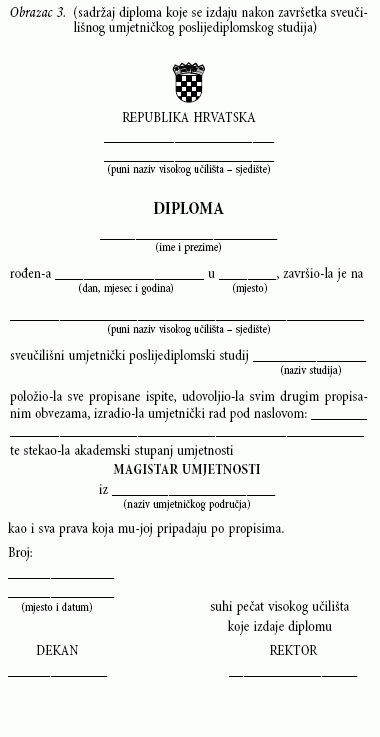 Obrazac 3. (sadržaj diploma koje se izdaju nakon završetka sveuči-
lišnog umjetničkog poslijediplomskog studija)
REPUBLIKA HRVATSKA
(puni naziv visokog učilišta – sjedište)
DIPLOMA
(ime i prezime)
rođen-a ____________ u ________, završio-la je na
(dan, mjesec i godina) (mjesto)
(puni naziv visokog učilišta – sjedište)
sveučilišni umjetnički poslijediplomski studij ____________
(naziv studija)
položio-la sve propisane ispite, udovoljio-la svim drugim propisa-
nim obvezama, izradio-la umjetnički rad pod naslovom: ________
te stekao-la akademski stupanj umjetnosti
MAGISTAR UMJETNOSTI
iz ____________
(naziv umjetničkog područja)
kao i sva prava koja mu-joj pripadaju po propisima.
Broj:
(mjesto i datum) suhi pečat visokog učilišta
koje izdaje diplomu
DEKAN REKTOR